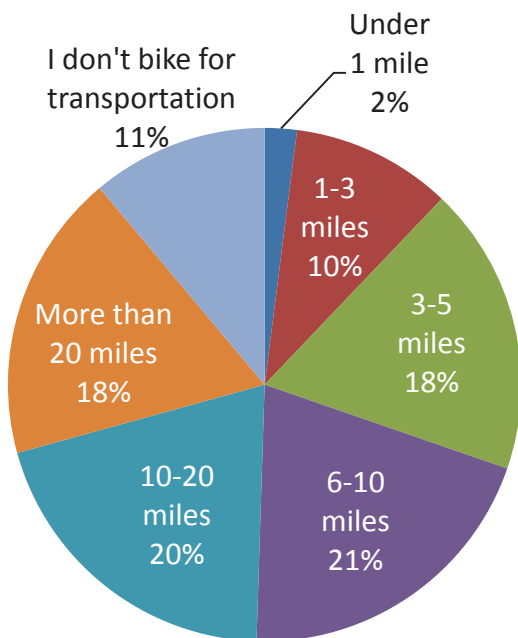 Under
1 mile
2%
1-3
miles
10%
3-5
miles
18%
6-10
miles
21%
10-20
miles
20%
More than
20 miles
18%
I don't bike for
transportation
11%